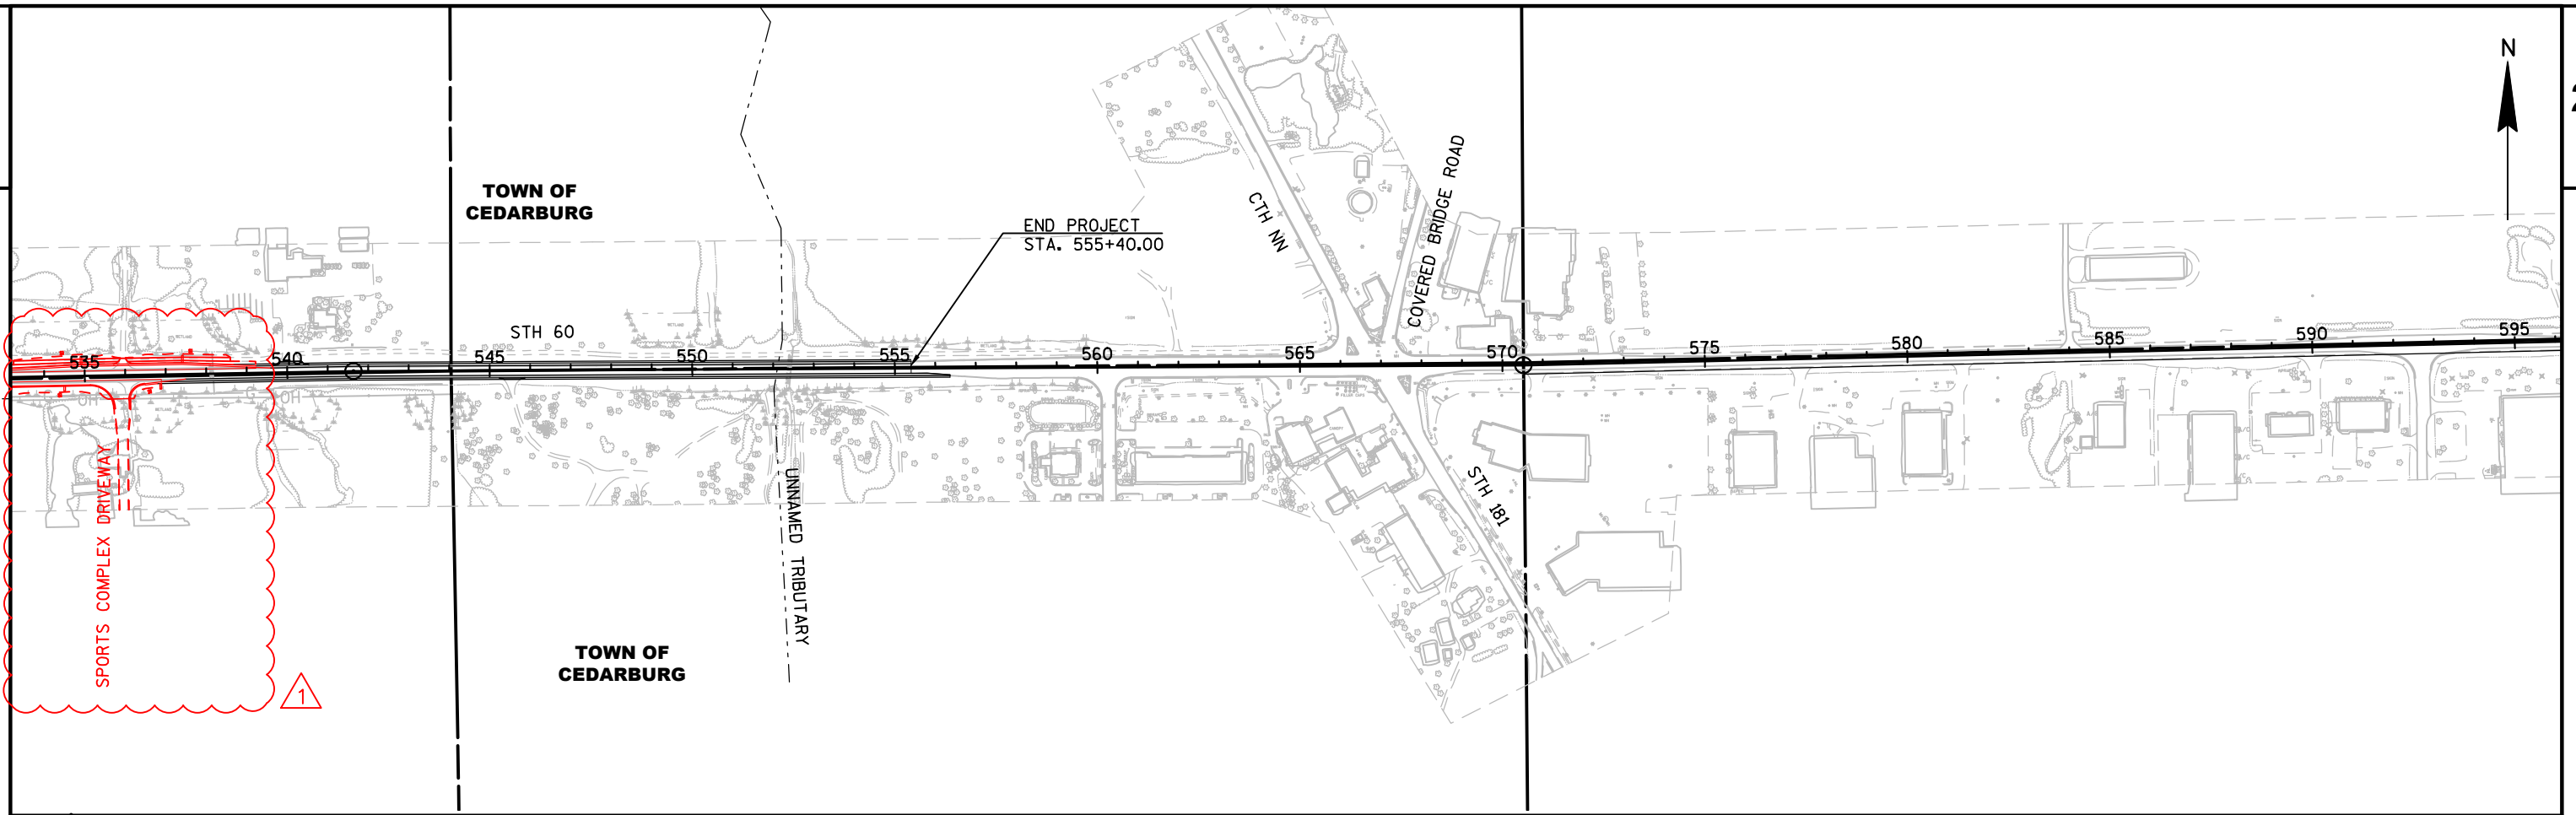 N
2
TOWN OF
CEDARBURG
END PROJECT
STA. 555+40.00
CTH NN
COVERED BRIDGE ROAD
STH 60
535
540
545
550
555
560
565
570
575
580
585
590
595
SPORTS COMPLEX DRIVEWAY
UNNAMED TRIBUTARY
STH 181
TOWN OF
CEDARBURG
1